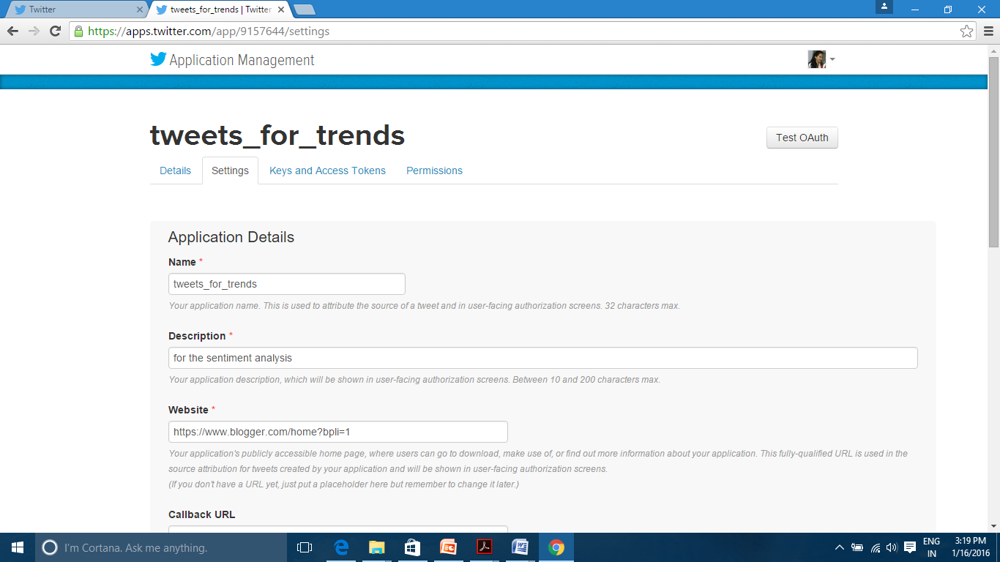 Twitter
tweets_for_trends | Twitter
https://apps.twitter.com/app/9157644/settings
Application Management
tweets_for_trends
Test OAuth
Details Settings Keys and Access Tokens Permissions
Application Details
Name *
tweets_for_trends
Your application name. This is used to attribute the source of a tweet and in user-facing authorization screens. 32 characters max.
Description *
for the sentiment analysis
Your application description, which will be shown in user-facing authorization screens. Between 10 and 200 characters max.
Website *
https://www.blogger.com/home?bpli=1
Your application's publicly accessible home page, where users can go to download, make use of, or find out more information about your application. This fully-qualified URL is used in the
source attribution for tweets created by your application and will be shown in user-facing authorization screens.
(If you don't have a URL yet, just put a placeholder here but remember to change it later.)
Callback URL
I'm Cortana. Ask me anything.
ENG
IN
3:19 PM
1/16/2016